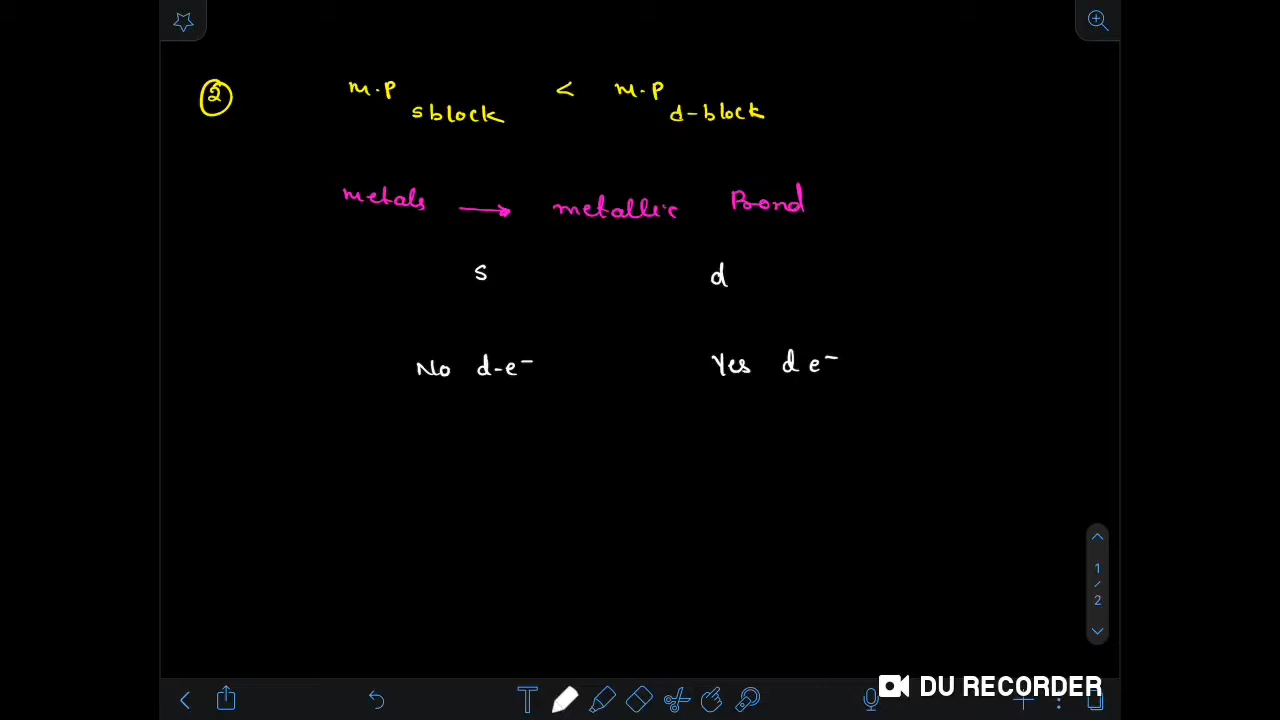 ② m.p s block < m.p d-block
metals → metallic Bond
s d
No d-e⁻ Yes d e⁻
1
/
2
T
DU RECORDER